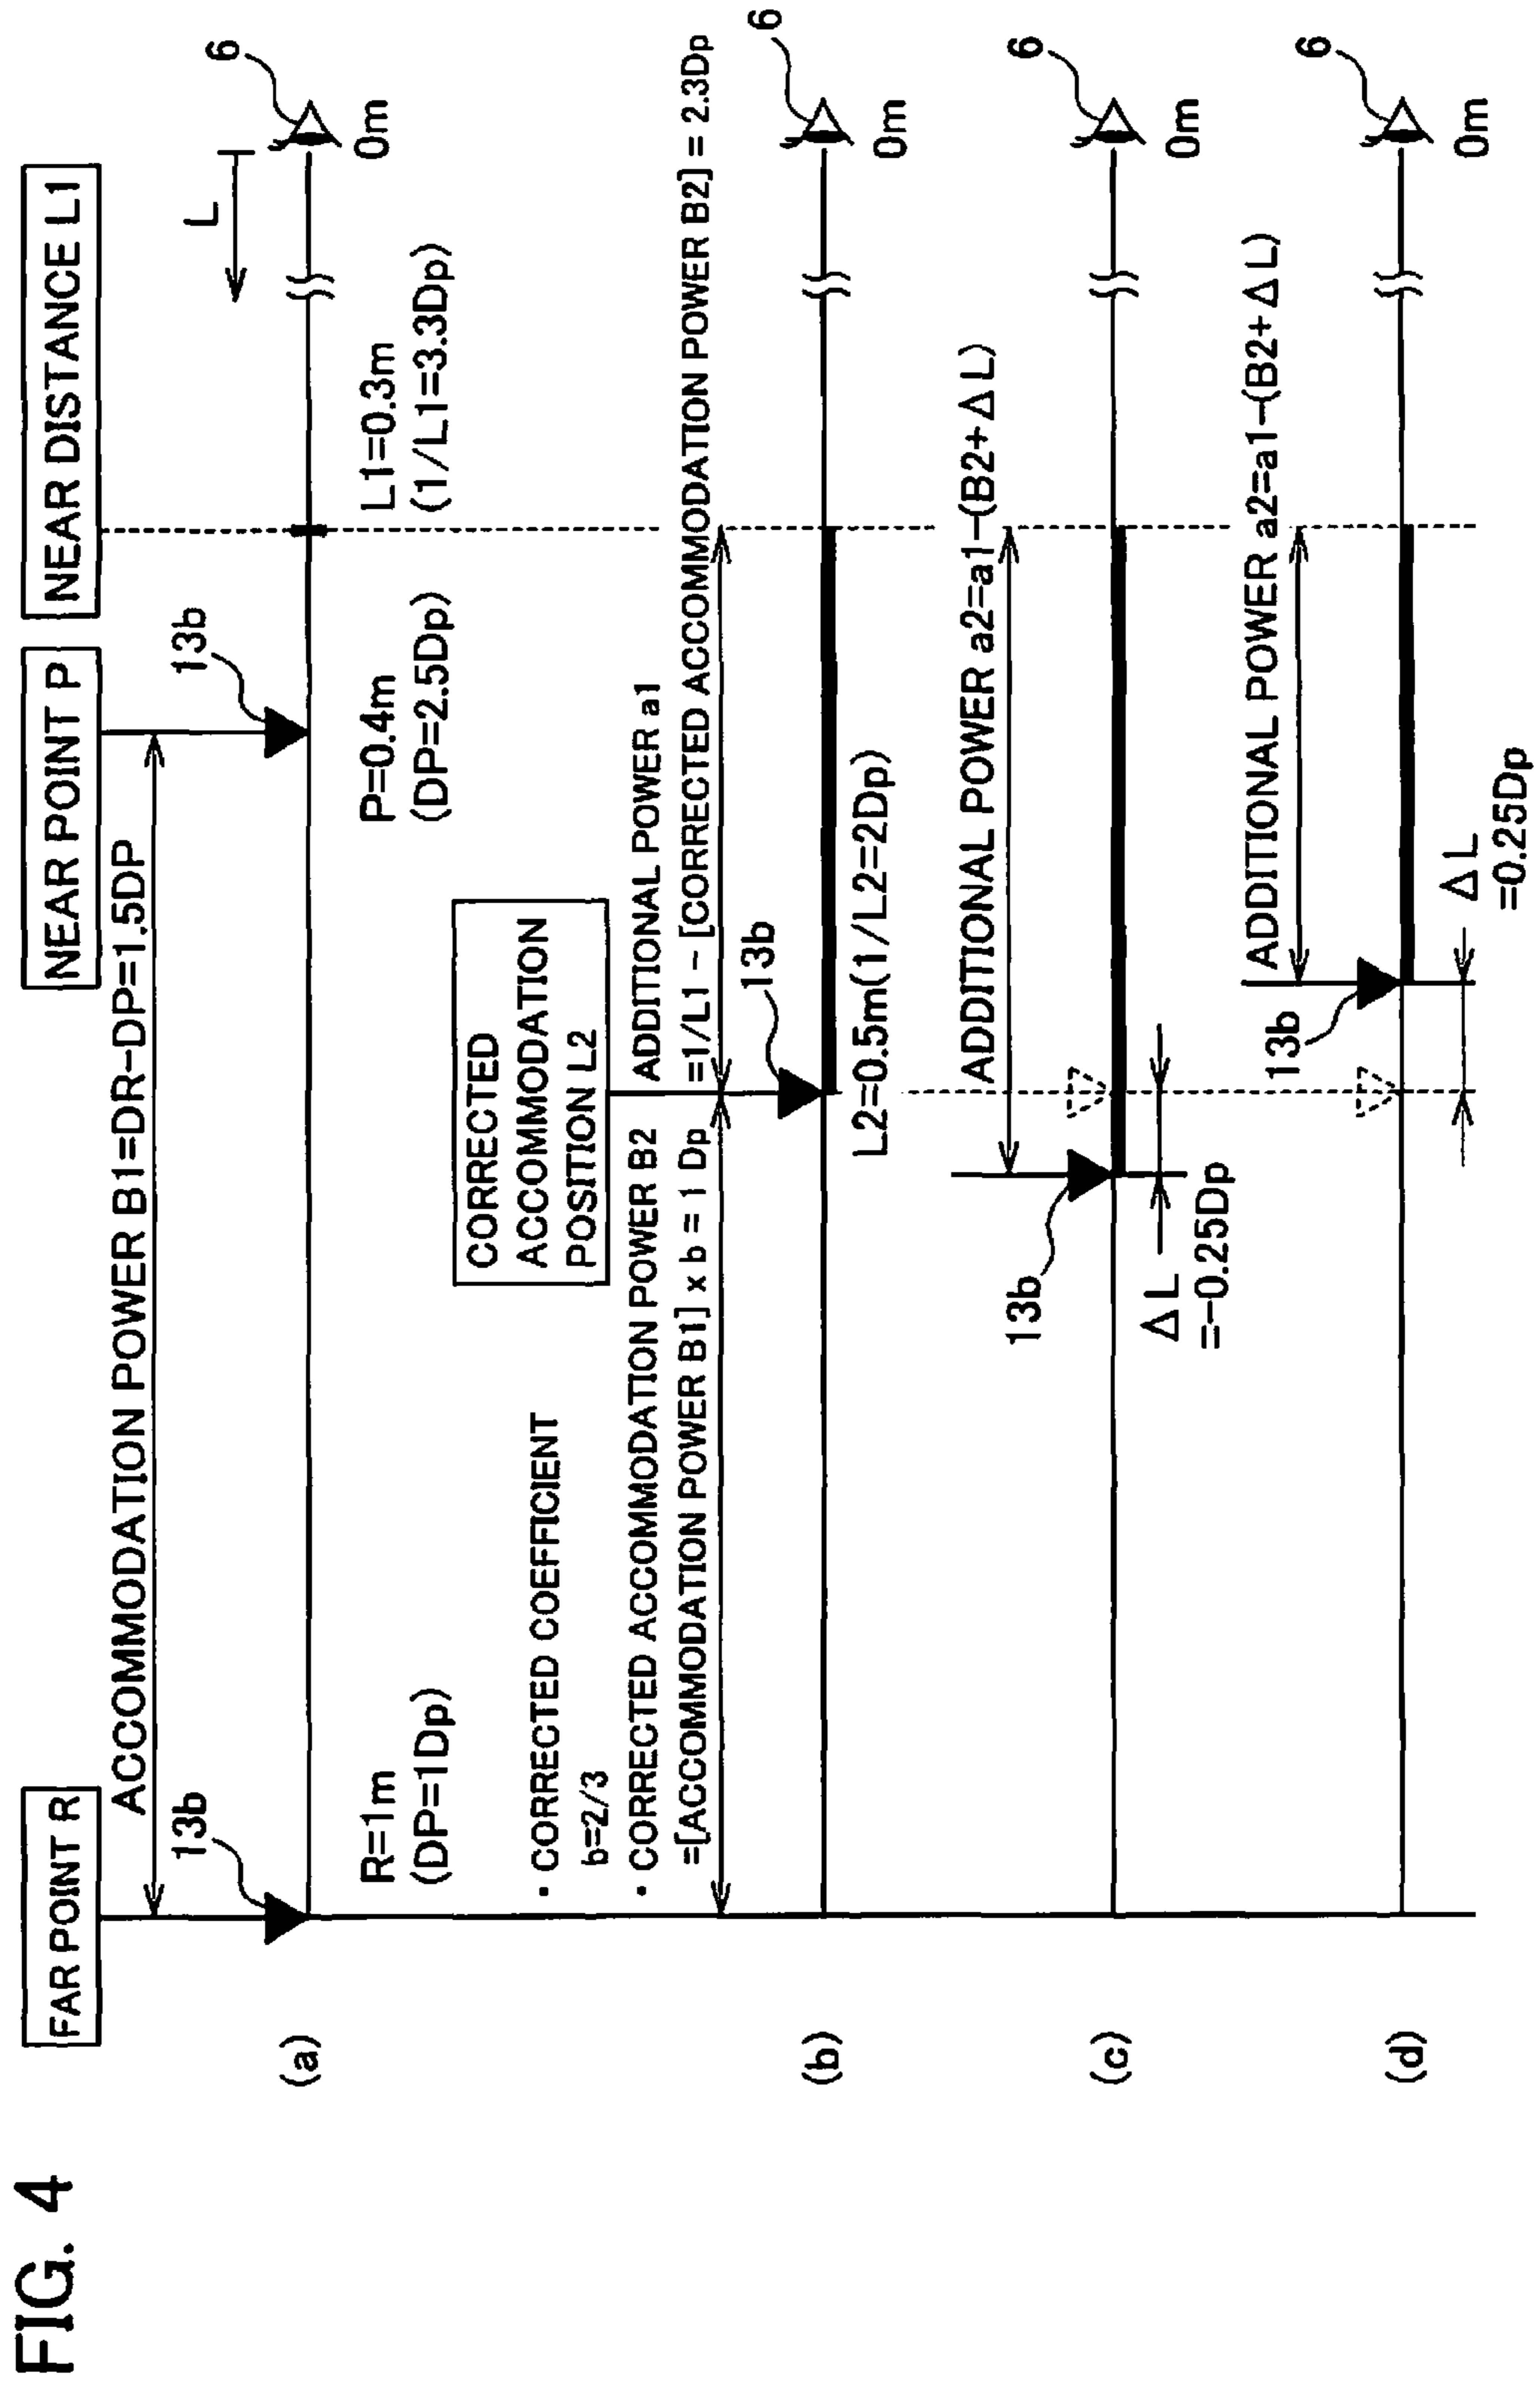 FIG. 4
FAR POINT R
NEAR POINT P
NEAR DISTANCE L1
ACCOMMODATION POWER B1=DR-DP=1.5DP
13b
13b
L
6
(a)
R=1m
(DP=1Dp)
P=0.4m
(DP=2.5Dp)
L1=0.3m
(1/L1=3.3Dp)
0m
CORRECTED
ACCOMMODATION
POSITION L2
・CORRECTED COEFFICIENT
b=2/3
・CORRECTED ACCOMMODATION POWER B2
=[ACCOMMODATION POWER B1] x b = 1 Dp
ADDITIONAL POWER a1
=1/L1 - [CORRECTED ACCOMMODATION POWER B2] = 2.3Dp
13b
6
(b)
L2=0.5m(1/L2=2Dp)
0m
ADDITIONAL POWER a2=a1-(B2+ΔL)
13b
6
(c)
0m
ΔL
=-0.25Dp
ADDITIONAL POWER a2=a1-(B2+ΔL)
13b
6
(d)
0m
ΔL
=0.25Dp